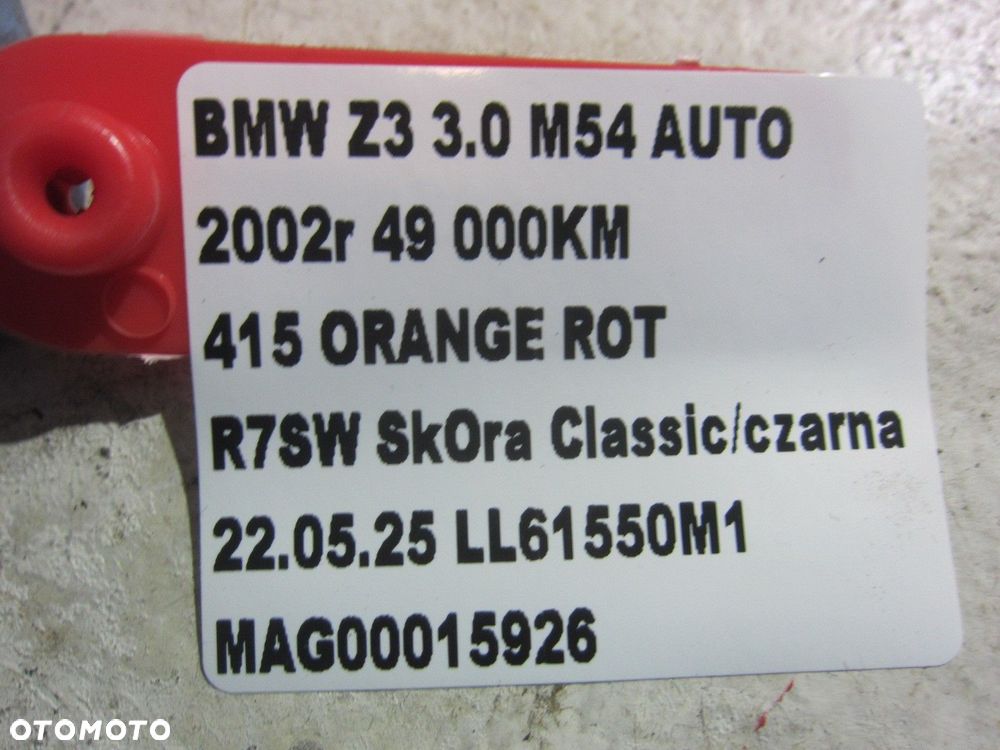 BMW Z3 3.0 M54 AUTO
2002r 49 000KM
415 ORANGE ROT
R7SW SkOra Classic/czarna
22.05.25 LL61550M1
MAG00015926
OTOMOTO